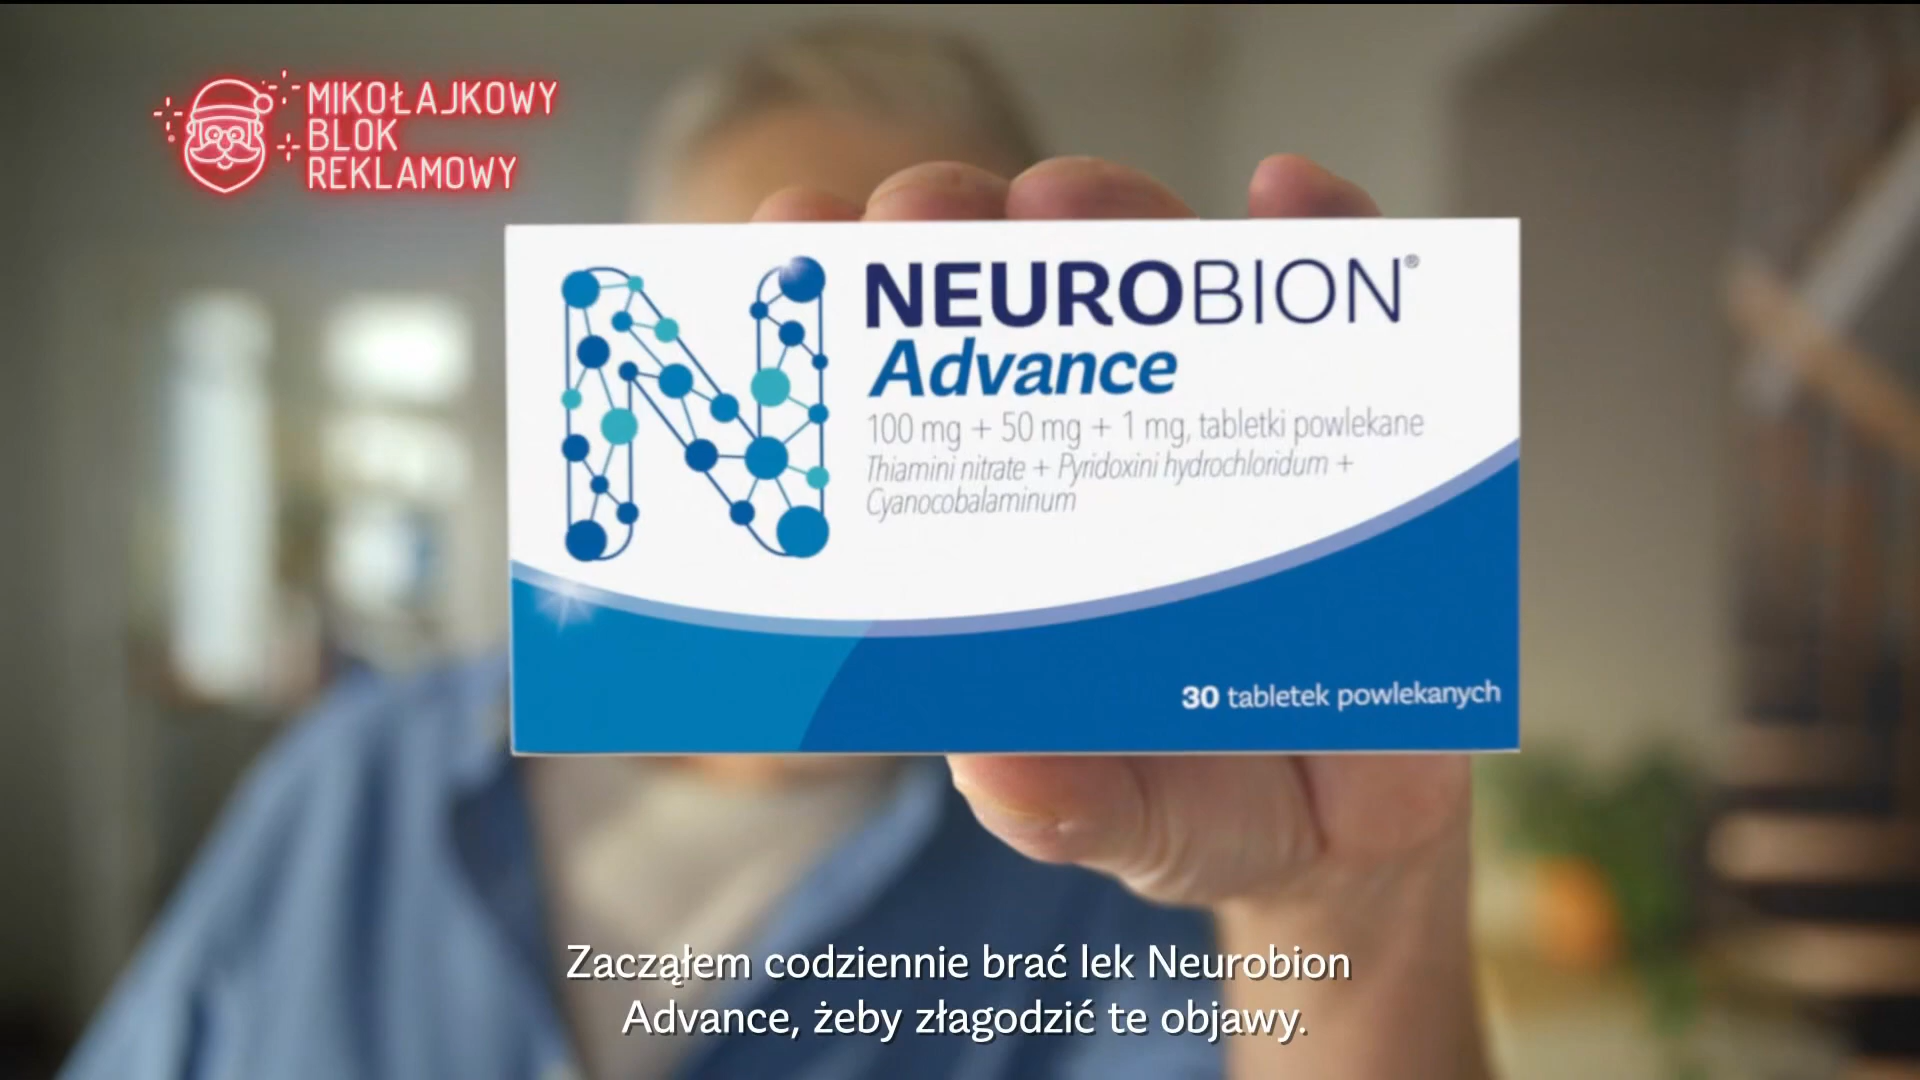 MIKOŁAJKOWY
BLOK
REKLAMOWY
NEUROBION®
Advance
100 mg + 50 mg + 1 mg, tabletki powlekane
Thiamini nitrate + Pyridoxini hydrochloridum +
Cyanocobalaminum
30 tabletek powlekanych
Zacząłem codziennie brać lek Neurobion
Advance, żeby złagodzić te objawy.